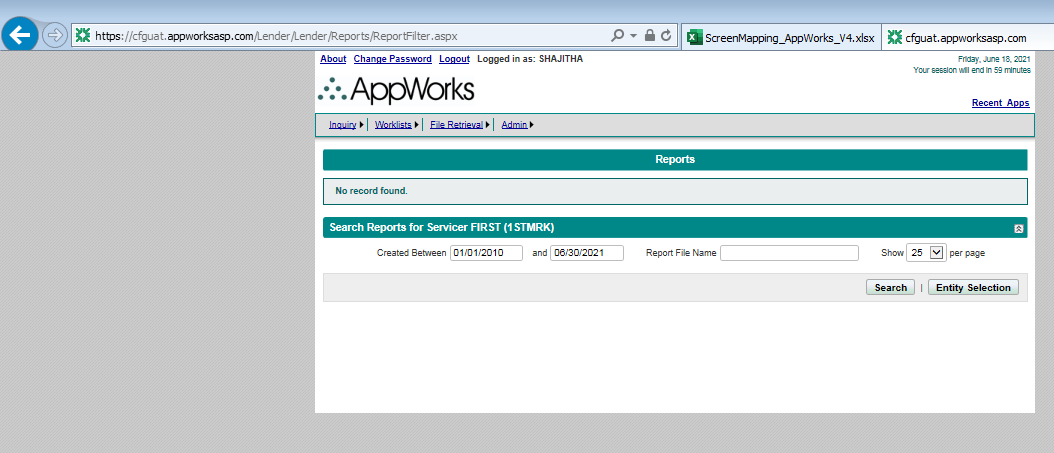 https://cfguat.appworksasp.com/Lender/Lender/Reports/ReportFilter.aspx
ScreenMapping_AppWorks_V4.xlsx
cfguat.appworksasp.com
About Change Password Logout Logged in as: SHAJITHA
Friday, June 18, 2021
Your session will end in 59 minutes
AppWorks
Recent Apps
Inquiry Worklists File Retrieval Admin
Reports
No record found.
Search Reports for Servicer FIRST (1STMRK)
Created Between 01/01/2010 and 06/30/2021 Report File Name Show 25 per page
Search | Entity Selection